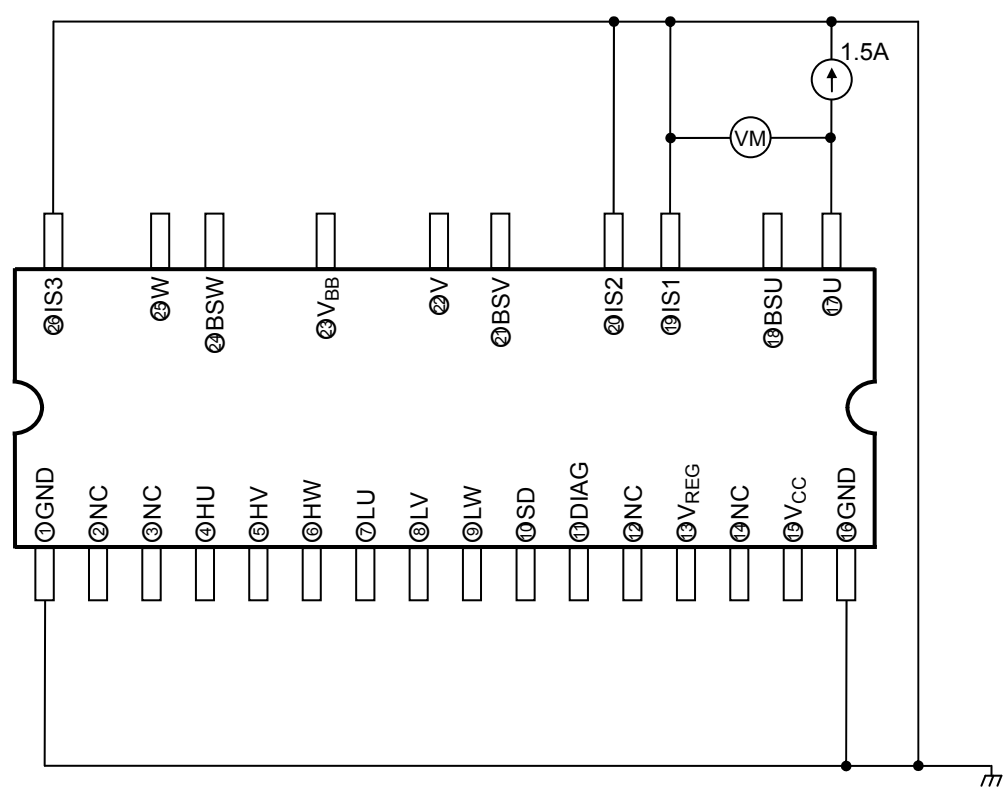 1.5A
VM
㉖IS3
㉕W
㉔BSW
㉓VBB
㉒V
㉑BSV
⑳IS2
⑲IS1
⑱BSU
⑰U
①GND
②NC
③NC
④HU
⑤HV
⑥HW
⑦LU
⑧LV
⑨LW
⑩SD
⑪DIAG
⑫NC
⑬VREG
⑭NC
⑮VCC
⑯GND